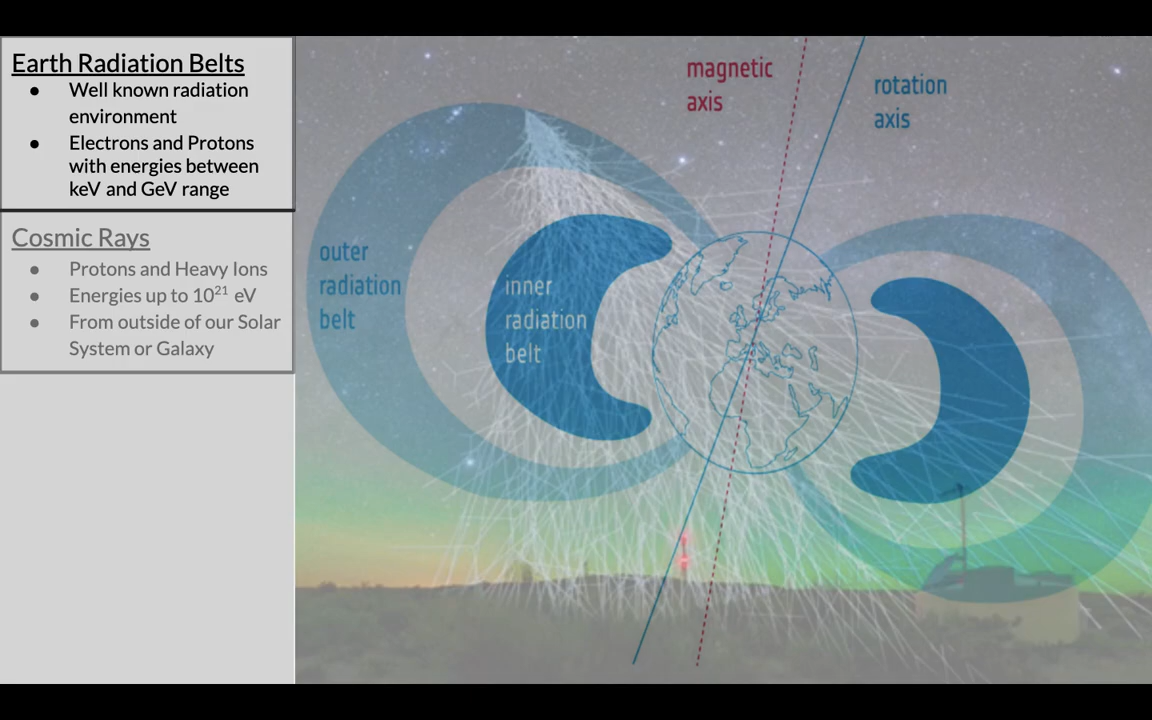 Earth Radiation Belts
● Well known radiation
environment
● Electrons and Protons
with energies between
keV and GeV range
Cosmic Rays
● Protons and Heavy Ions
● Energies up to 10²¹ eV
● From outside of our Solar
System or Galaxy
magnetic
axis
rotation
axis
outer
radiation
belt
inner
radiation
belt